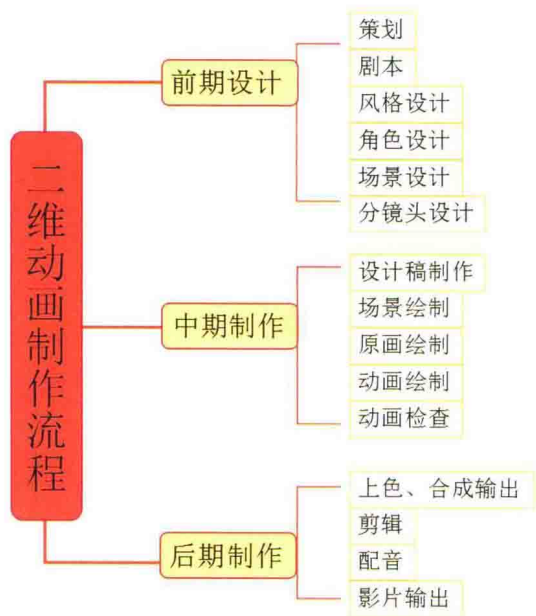 二维动画制作流程
前期设计
策划
剧本
风格设计
角色设计
场景设计
分镜头设计
中期制作
设计稿制作
场景绘制
原画绘制
动画绘制
动画检查
后期制作
上色、合成输出
剪辑
配音
影片输出